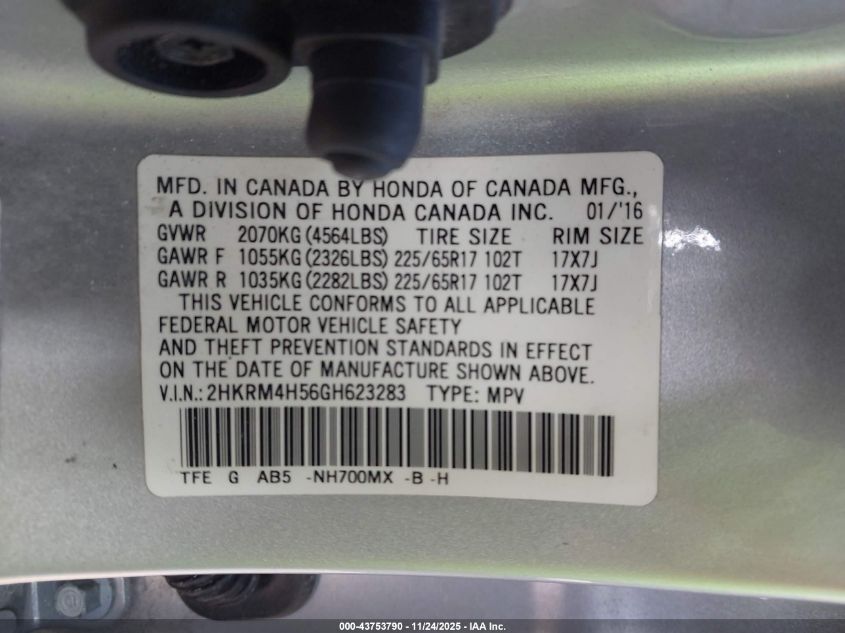 MFD. IN CANADA BY HONDA OF CANADA MFG.,
A DIVISION OF HONDA CANADA INC. 01/'16
GVWR 2070KG (4564LBS) TIRE SIZE RIM SIZE
GAWR F 1055KG (2326LBS) 225/65R17 102T 17X7J
GAWR R 1035KG (2282LBS) 225/65R17 102T 17X7J
THIS VEHICLE CONFORMS TO ALL APPLICABLE
FEDERAL MOTOR VEHICLE SAFETY
AND THEFT PREVENTION STANDARDS IN EFFECT
ON THE DATE OF MANUFACTURE SHOWN ABOVE.
V.I.N.: 2HKRM4H56GH623283 TYPE: MPV
TFE G AB5 -NH700MX -B -H
000-43753790 - 11/24/2025 - IAA Inc.